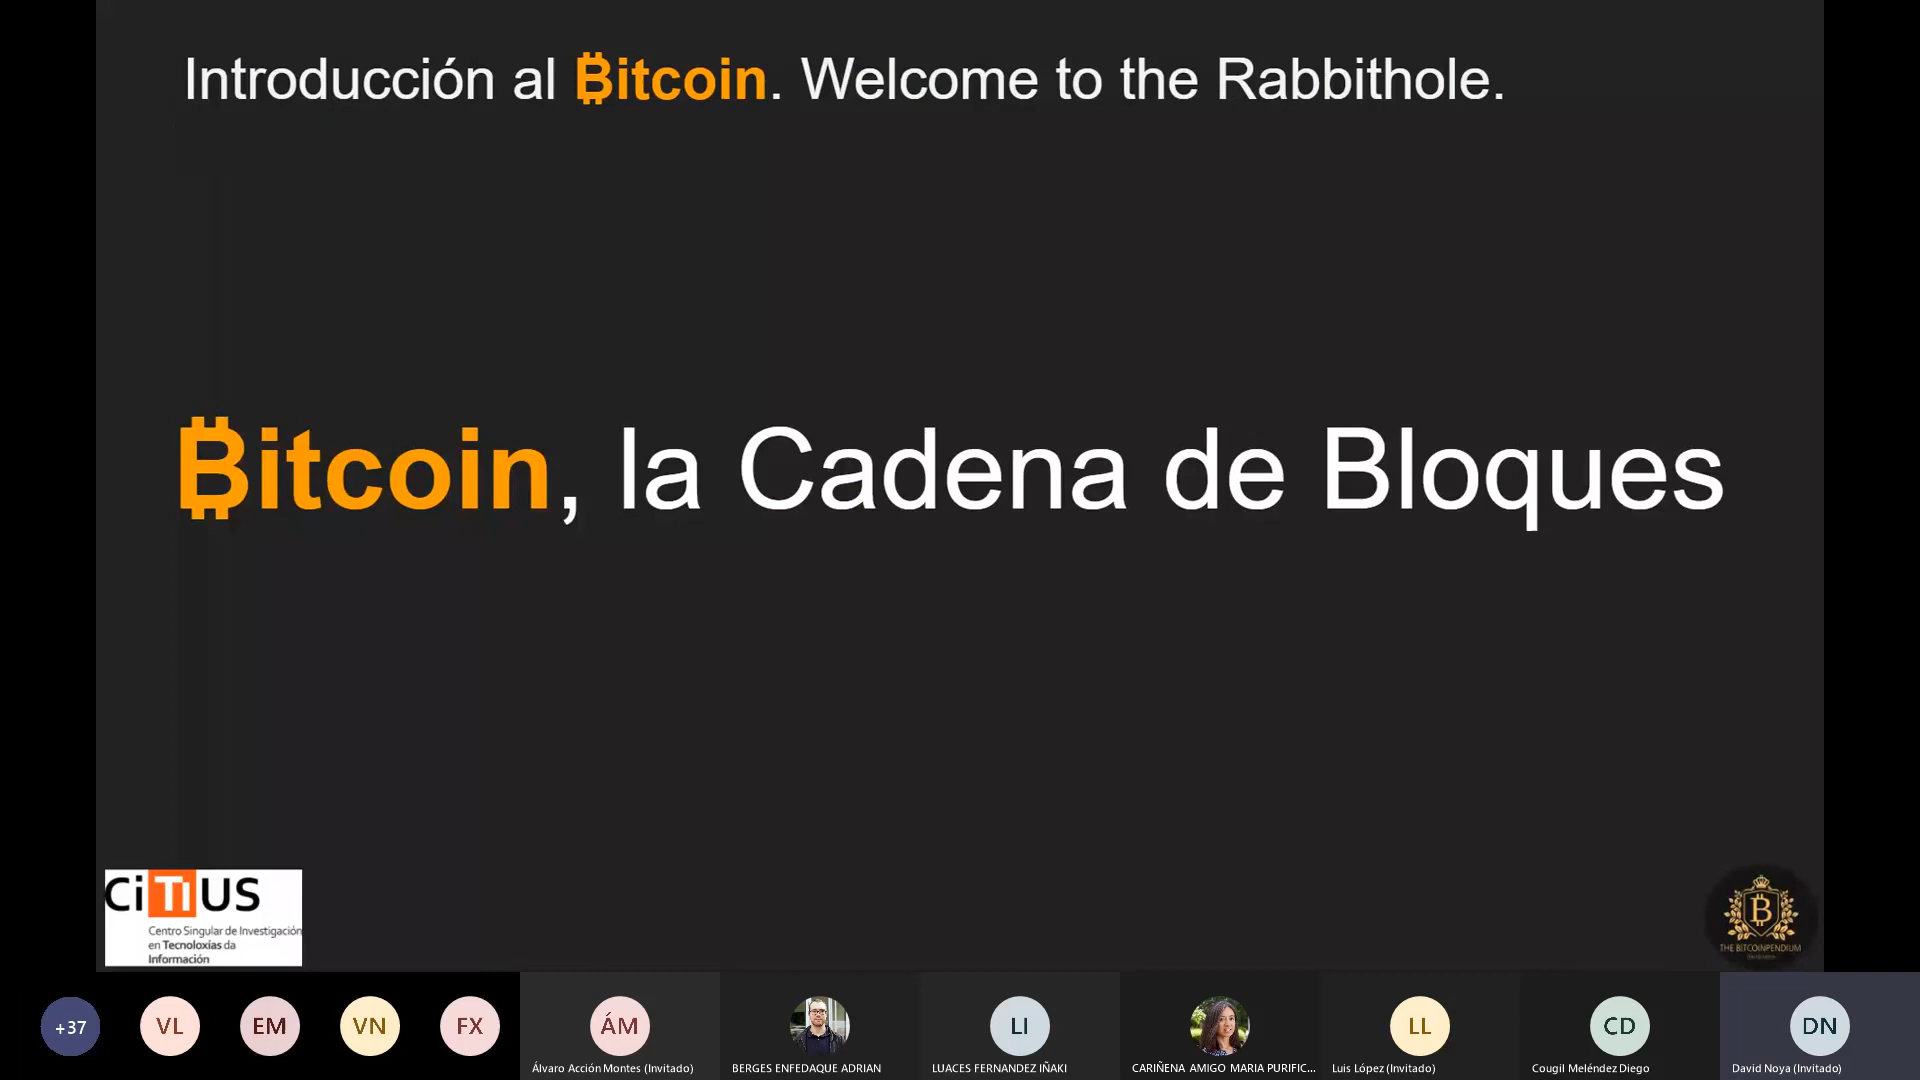 Introducción al ₿itcoin. Welcome to the Rabbithole.
₿itcoin, la Cadena de Bloques
CiTIUS
Centro Singular de Investigación
en Tecnoloxías da
Información
B
THE BITCOINPENDIUM
+37
VL
EM
VN
FX
ÁM
LI
LL
CD
DN
Álvaro Acción Montes (Invitado)
BERGES ENFEDAQUE ADRIAN
LUACES FERNANDEZ IÑAKI
CARIÑENA AMIGO MARIA PURIFIC...
Luis López (Invitado)
Cougil Meléndez Diego
David Noya (Invitado)